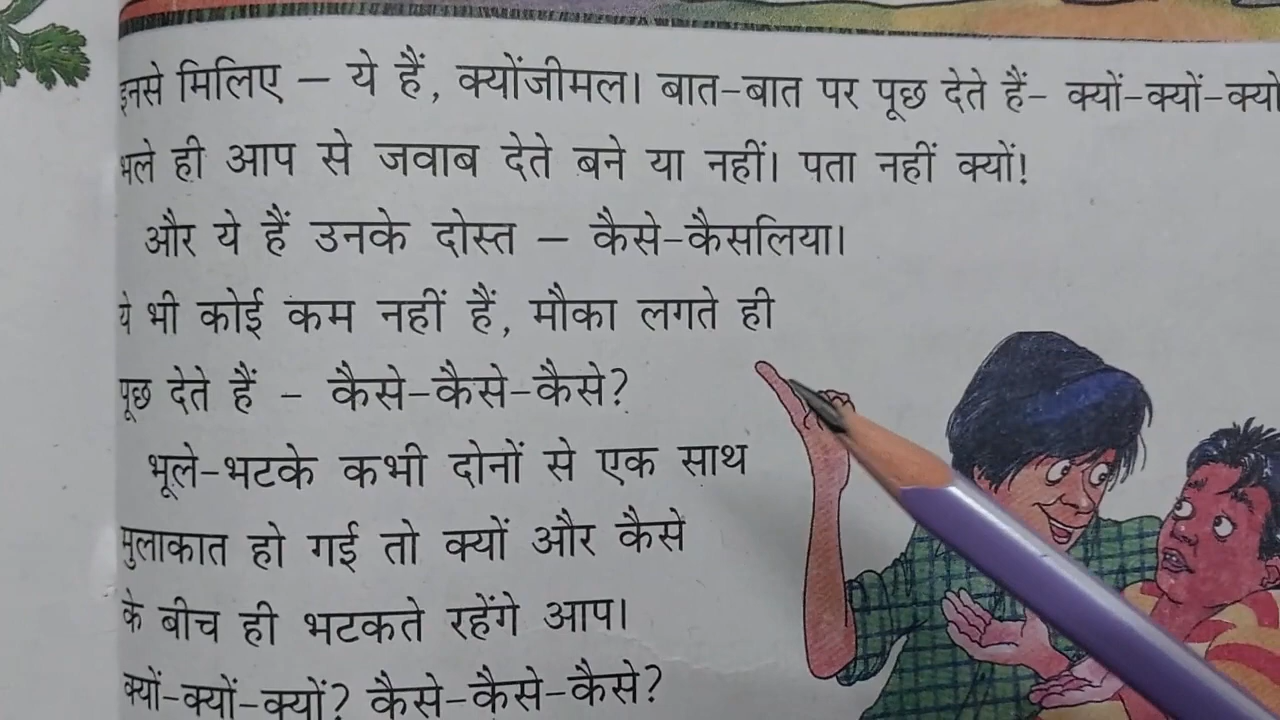 इनसे मिलिए – ये हैं, क्योंजीमल। बात-बात पर पूछ देते हैं- क्यों-क्यों-क्यो
भले ही आप से जवाब देते बने या नहीं। पता नहीं क्यों!
और ये हैं उनके दोस्त – कैसे-कैसलिया।
ये भी कोई कम नहीं हैं, मौका लगते ही
पूछ देते हैं - कैसे-कैसे-कैसे?
भूले-भटके कभी दोनों से एक साथ
मुलाकात हो गई तो क्यों और कैसे
के बीच ही भटकते रहेंगे आप।
क्यों-क्यों-क्यों? कैसे-कैसे-कैसे?